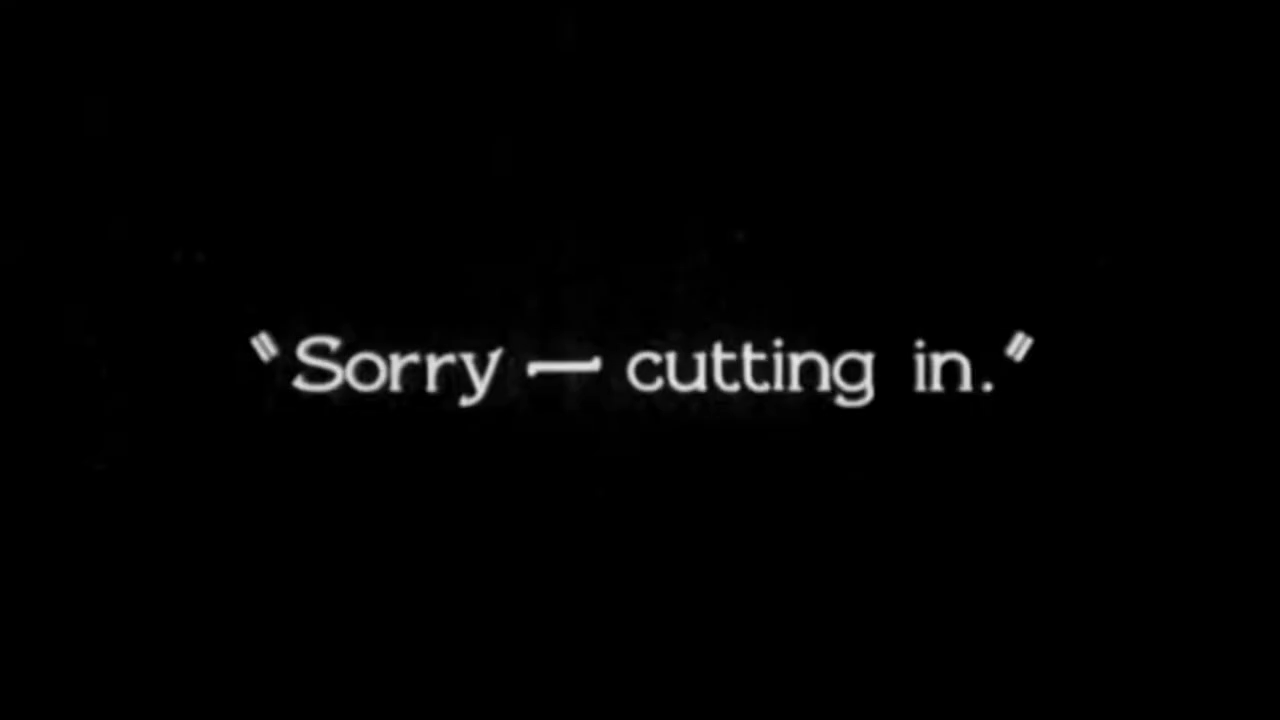 "Sorry — cutting in."